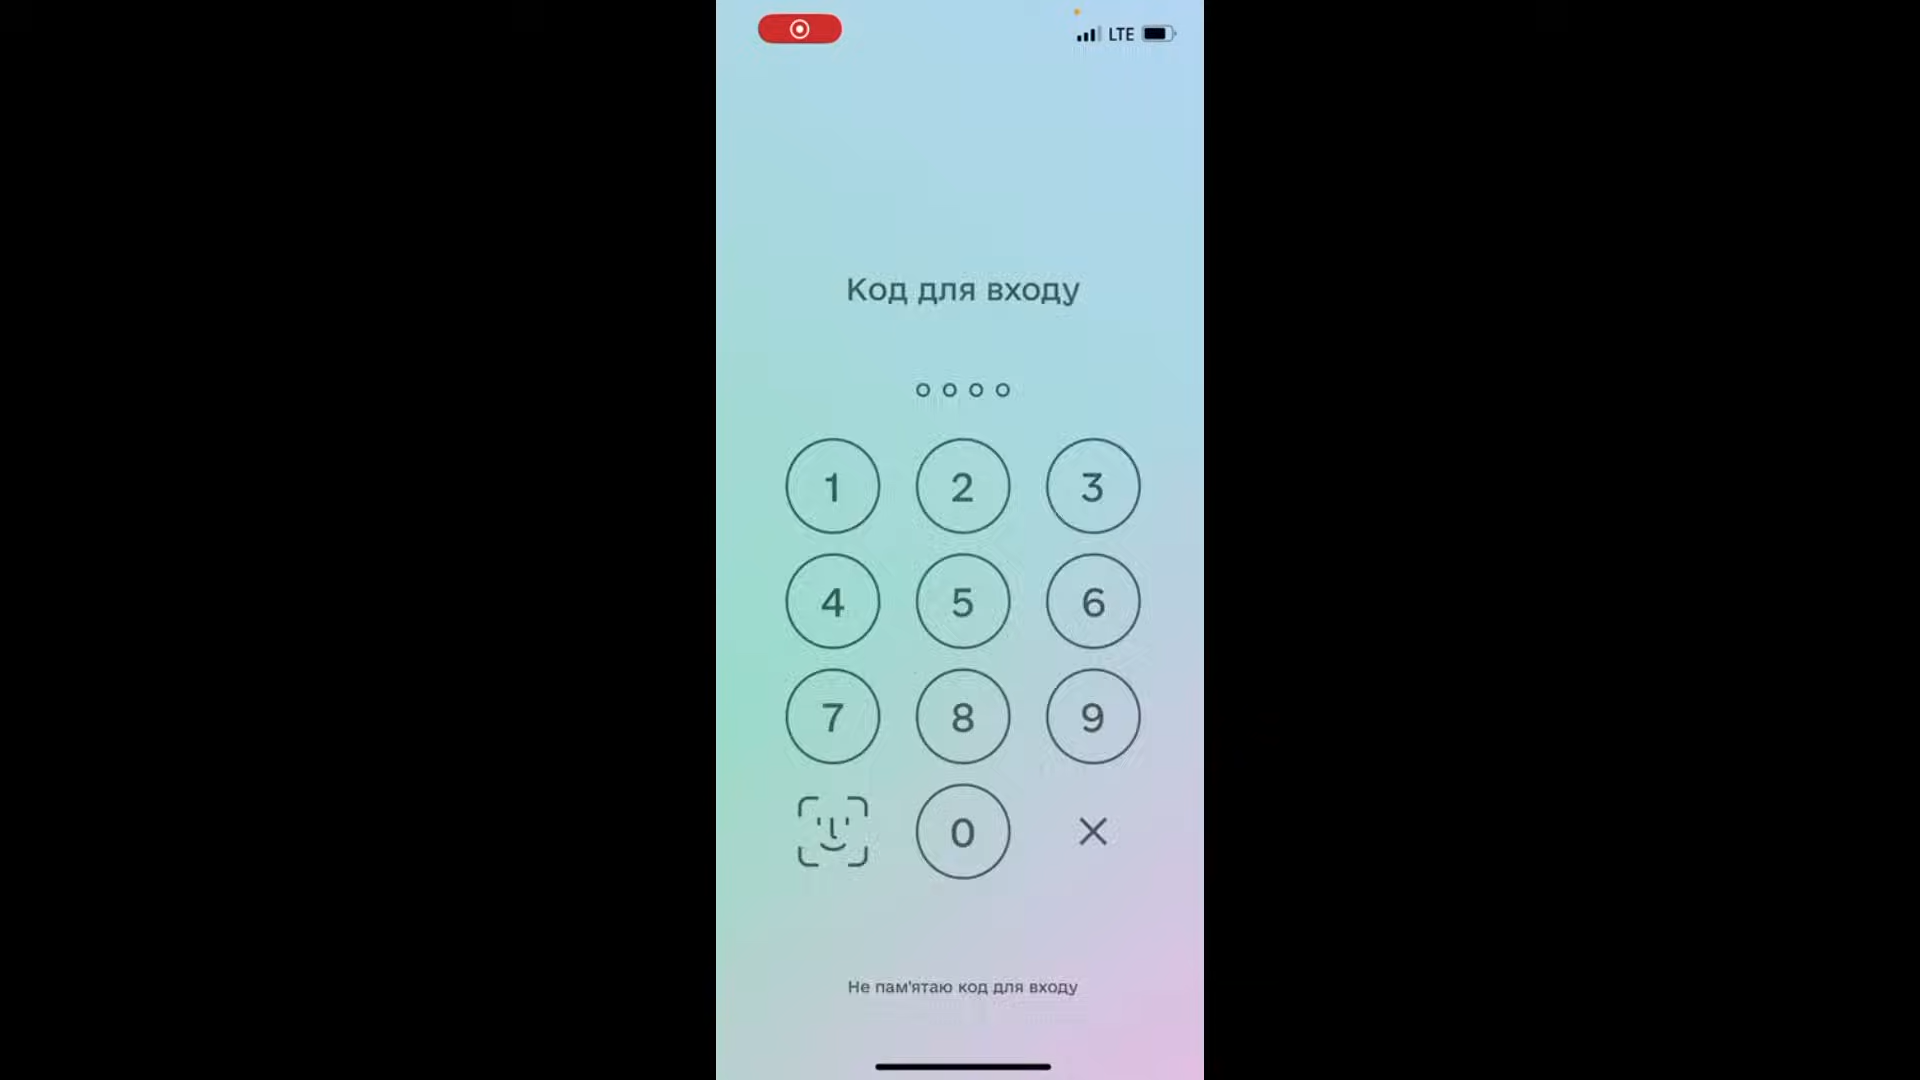 LTE
Код для входу
1 2 3
4 5 6
7 8 9
0
Не пам'ятаю код для входу